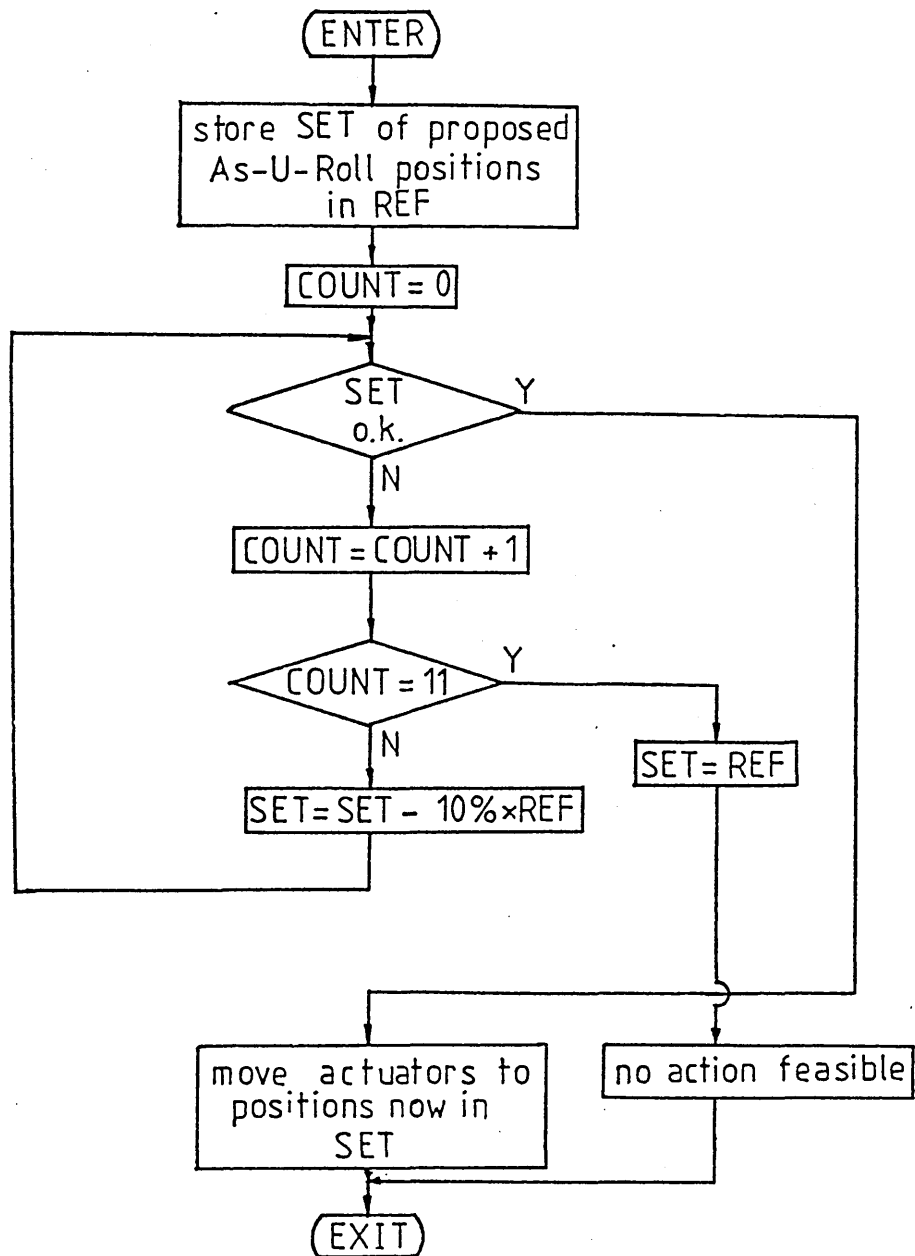 ENTER
store SET of proposed
As-U-Roll positions
in REF
COUNT = 0
SET
o.k.
Y
N
COUNT = COUNT + 1
COUNT = 11
Y
N
SET = REF
SET = SET - 10% × REF
move actuators to
positions now in
SET
no action feasible
EXIT